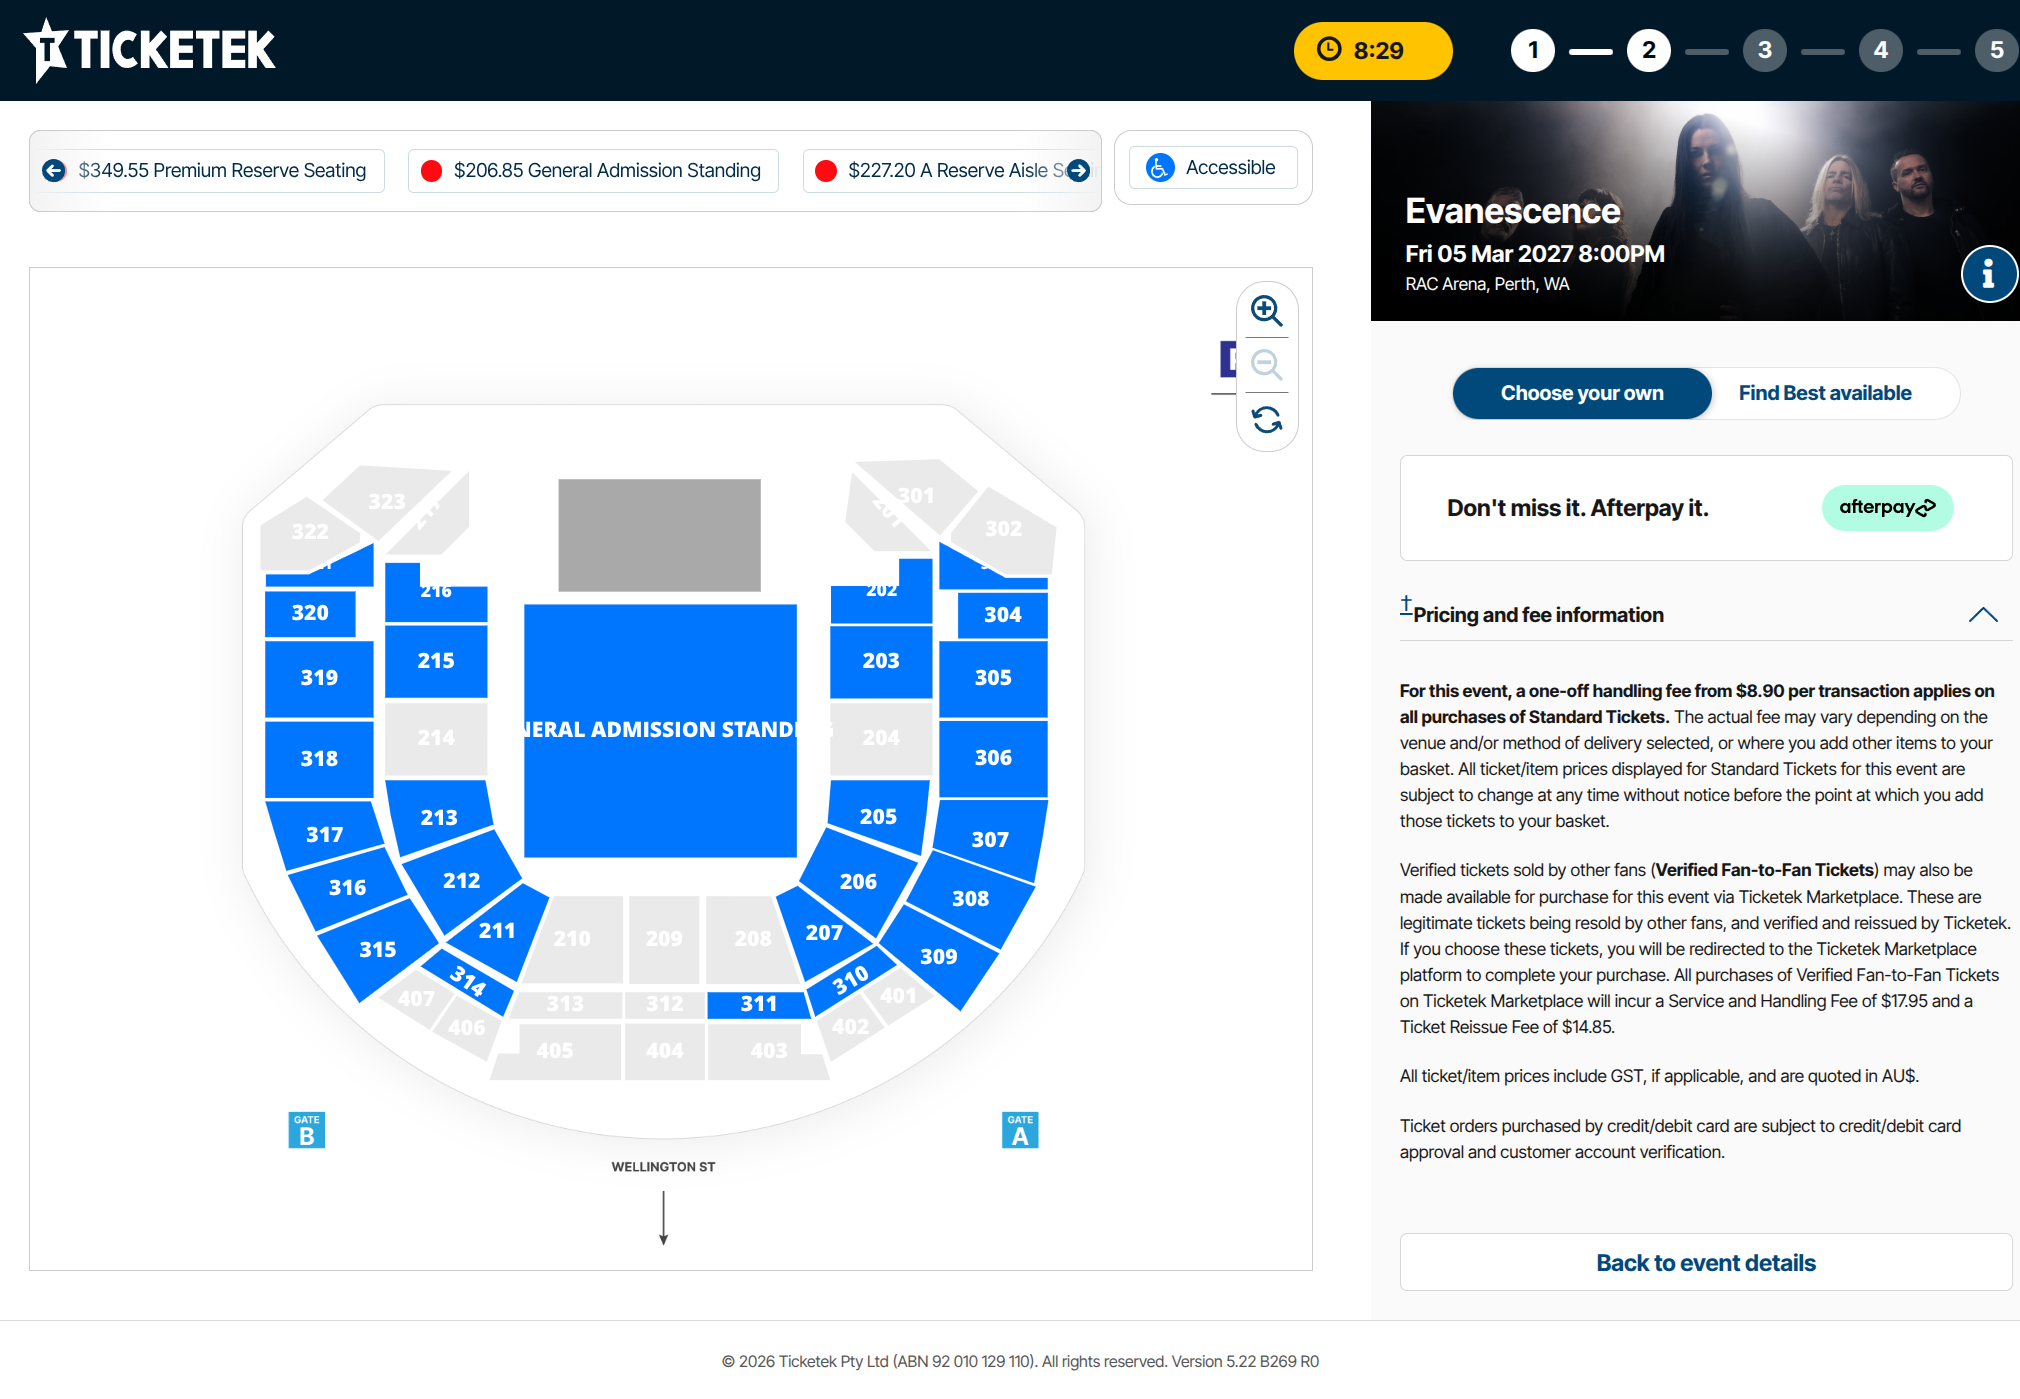 TICKETEK
8:29
1
2
3
4
5
$349.55 Premium Reserve Seating
$206.85 General Admission Standing
$227.20 A Reserve Aisle
Accessible
Evanescence
Fri 05 Mar 2027 8:00PM
RAC Arena, Perth, WA
Choose your own
Find Best available
Don't miss it. Afterpay it.
afterpay
†Pricing and fee information
For this event, a one-off handling fee from $8.90 per transaction applies on
all purchases of Standard Tickets. The actual fee may vary depending on the
venue and/or method of delivery selected, or where you add other items to your
basket. All ticket/item prices displayed for Standard Tickets for this event are
subject to change at any time without notice before the point at which you add
those tickets to your basket.
Verified tickets sold by other fans (Verified Fan-to-Fan Tickets) may also be
made available for purchase for this event via Ticketek Marketplace. These are
legitimate tickets being resold by other fans, and verified and reissued by Ticketek.
If you choose these tickets, you will be redirected to the Ticketek Marketplace
platform to complete your purchase. All purchases of Verified Fan-to-Fan Tickets
on Ticketek Marketplace will incur a Service and Handling Fee of $17.95 and a
Ticket Reissue Fee of $14.85.
All ticket/item prices include GST, if applicable, and are quoted in AU$.
Ticket orders purchased by credit/debit card are subject to credit/debit card
approval and customer account verification.
Back to event details
323
301
322
302
216
202
320
304
215
203
319
305
NERAL ADMISSION STANDI
214
204
318
306
213
205
317
307
212
206
316
308
211
210
209
208
207
315
309
314
310
407
313
312
311
401
406
402
405
404
403
GATE
B
GATE
A
WELLINGTON ST
© 2026 Ticketek Pty Ltd (ABN 92 010 129 110). All rights reserved. Version 5.22 B269 R0